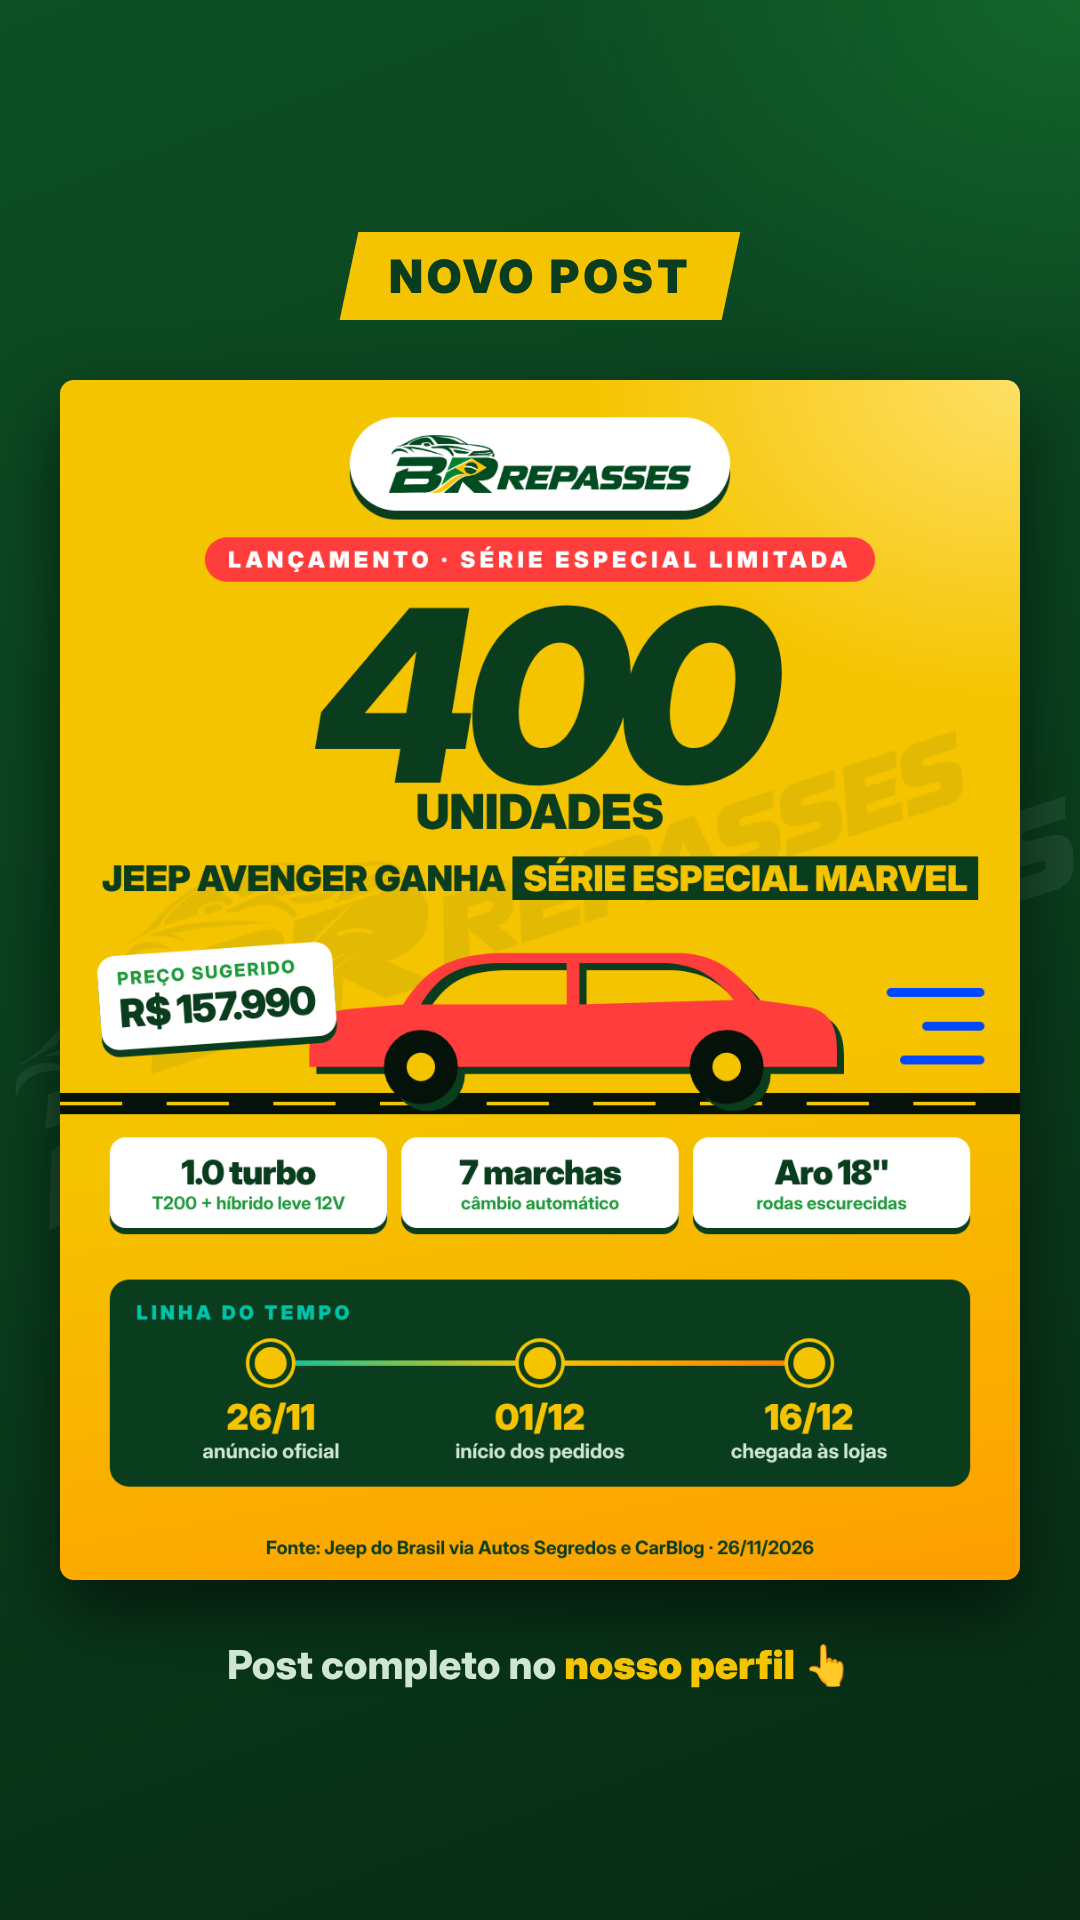 NOVO POST
BR REPASSES
LANÇAMENTO · SÉRIE ESPECIAL LIMITADA
400
UNIDADES
JEEP AVENGER GANHA SÉRIE ESPECIAL MARVEL
PREÇO SUGERIDO
R$ 157.990
1.0 turbo
T200 + híbrido leve 12V
7 marchas
câmbio automático
Aro 18"
rodas escurecidas
LINHA DO TEMPO
26/11
anúncio oficial
01/12
início dos pedidos
16/12
chegada às lojas
Fonte: Jeep do Brasil via Autos Segredos e CarBlog · 26/11/2026
Post completo no nosso perfil 👆